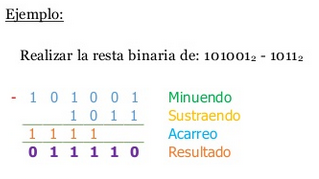 Ejemplo:
Realizar la resta binaria de: 101001₂ - 1011₂
- 1 0 1 0 0 1 Minuendo
1 0 1 1 Sustraendo
1 1 1 1 Acarreo
0 1 1 1 1 0 Resultado